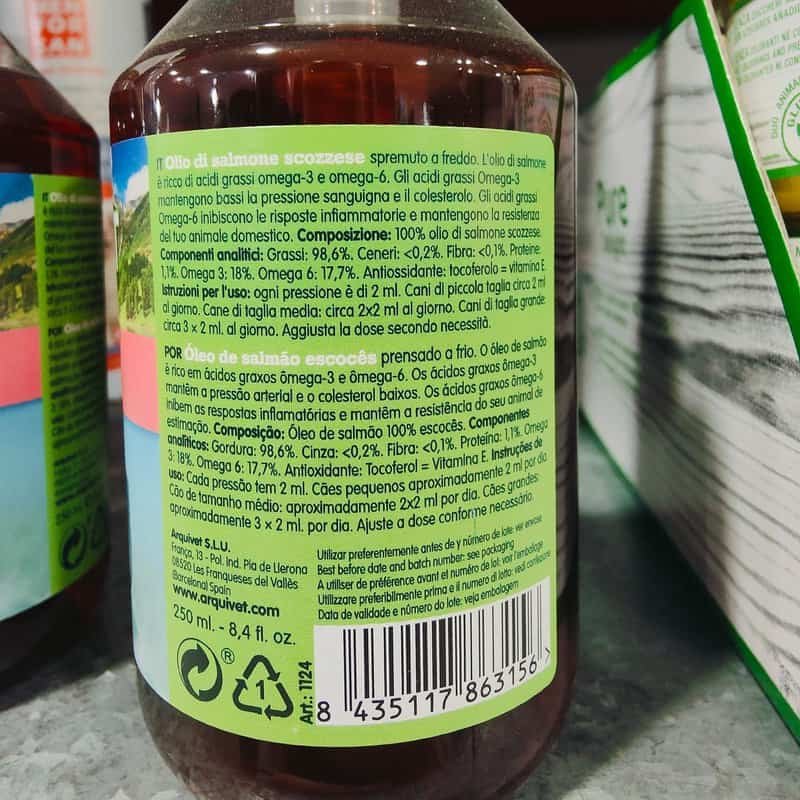 IT Olio di salmone scozzese spremuto a freddo. L'olio di salmone
è ricco di acidi grassi omega-3 e omega-6. Gli acidi grassi Omega-3
mantengono bassi la pressione sanguigna e il colesterolo. Gli acidi grassi
Omega-6 inibiscono le risposte infiammatorie e mantengono la resistenza
del tuo animale domestico. Composizione: 100% olio di salmone scozzese.
Componenti analitici: Grassi: 98,6%. Ceneri: <0,2%. Fibra: <0,1%. Proteine:
1,1%. Omega 3: 18%. Omega 6: 17,7%. Antiossidante: tocoferolo = vitamina E.
Istruzioni per l'uso: ogni pressione è di 2 ml. Cani di piccola taglia circa 2 ml
al giorno. Cane di taglia media: circa 2x2 ml al giorno. Cani di taglia grande:
circa 3 x 2 ml. al giorno. Aggiusta la dose secondo necessità.
POR Óleo de salmão escocês prensado a frio. O óleo de salmão
é rico em ácidos graxos ômega-3 e ômega-6. Os ácidos graxos ômega-3
mantêm a pressão arterial e o colesterol baixos. Os ácidos graxos ômega-6
inibem as respostas inflamatórias e mantêm a resistência do seu animal de
estimação. Composição: Óleo de salmão 100% escocês. Componentes
analíticos: Gordura: 98,6%. Cinza: <0,2%. Fibra: <0,1%. Proteína: 1,1%. Omega
3: 18%. Omega 6: 17,7%. Antioxidante: Tocoferol = Vitamina E. Instruções de
uso: Cada pressão tem 2 ml. Cães pequenos aproximadamente 2 ml por dia.
Cão de tamanho médio: aproximadamente 2x2 ml por dia. Cães grandes:
aproximadamente 3 x 2 ml. por dia. Ajuste a dose conforme necessário.
Arquivet S.L.U.
França, 13 - Pol. Ind. Pla de Llerona
08520 Les Franqueses del Vallès
(Barcelona) Spain
www.arquivet.com
250 ml. - 8,4 fl. oz.
Utilizar preferentemente antes de y número de lote: ver envase
Best before date and batch number: see packaging
A utiliser de préférence avant et numéro de lot: voir l'emballage
Utilizzare preferibilmente prima e il numero di lotto: vedi confezione
Data de validade e número do lote: veja embalagem
®
1
Art.: 1124
8 435117 863156 >
Pure